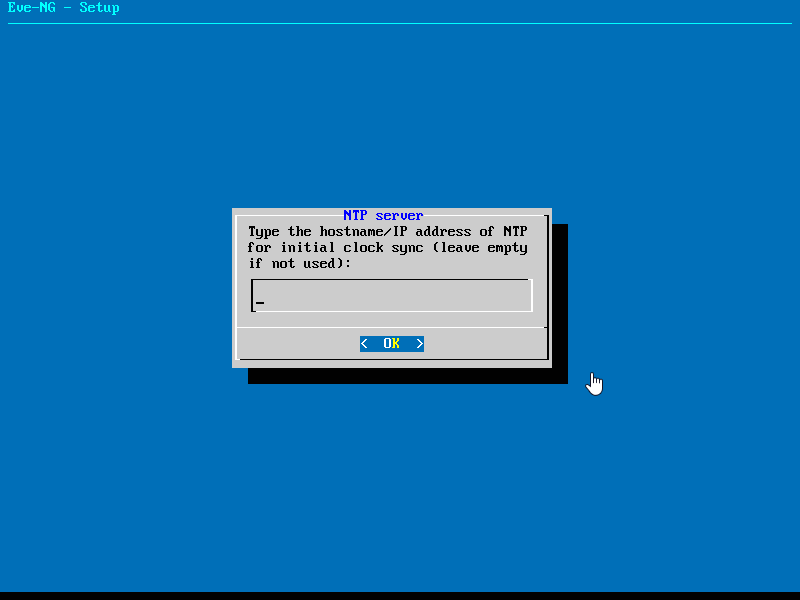 Eve-NG - Setup
NTP server
Type the hostname/IP address of NTP
for initial clock sync (leave empty
if not used):
< OK >